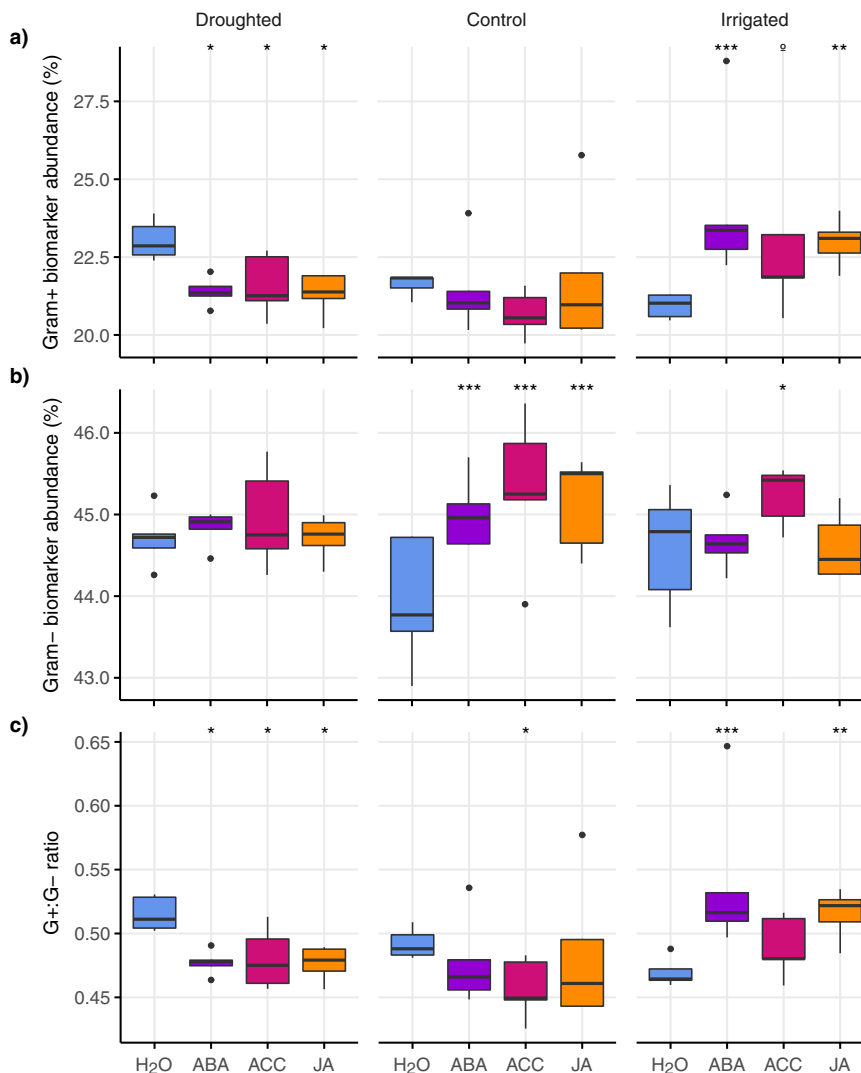 Droughted Control Irrigated
a)
* * * *** º **
Gram+ biomarker abundance (%)
27.5
25.0
22.5
20.0
b)
*** *** *** *
Gram− biomarker abundance (%)
46.0
45.0
44.0
43.0
c)
* * * * *** **
G+:G− ratio
0.65
0.60
0.55
0.50
0.45
H₂O ABA ACC JA H₂O ABA ACC JA H₂O ABA ACC JA